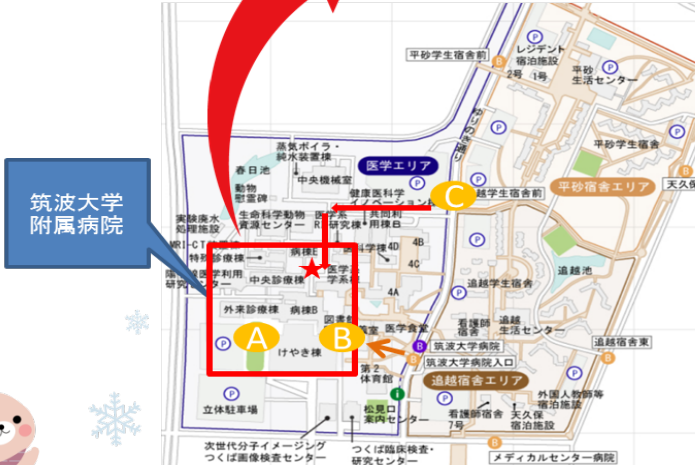 平砂学生宿舎前
レジデント
宿泊施設
2号 1号
平砂
生活センター
ゆりのき通り
蒸気ボイラ・
純水装置棟
医学エリア
平砂学生宿舎
春日池
中央機械室
動物
慰霊碑
健康医科学
イノベーション棟
C
追越学生宿舎前
平砂宿舎エリア
天久保
筑波大学
附属病院
実験廃水
処理施設
生命科学動物
資源センター
医学系
共同利
用棟B
研究棟
MRI-CT
病棟E
特殊診療棟
4D
4B
4C
医学系
学系棟
追越池
中央診療棟
研究センター
4A
追越学生宿舎
外来診療棟
病棟B
図書館
看護師
宿舎
追越
生活センター
医学食堂
A
B
けやき棟
筑波大学病院
筑波大学病院入口
追越宿舎東
第2
体育館
追越宿舎エリア
立体駐車場
松見口
案内センター
看護師宿舎
7号
天久保
宿泊施設
外国人教師等
宿泊施設
次世代分子イメージング
つくば画像検査センター
つくば臨床検査・
研究センター
メディカルセンター病院